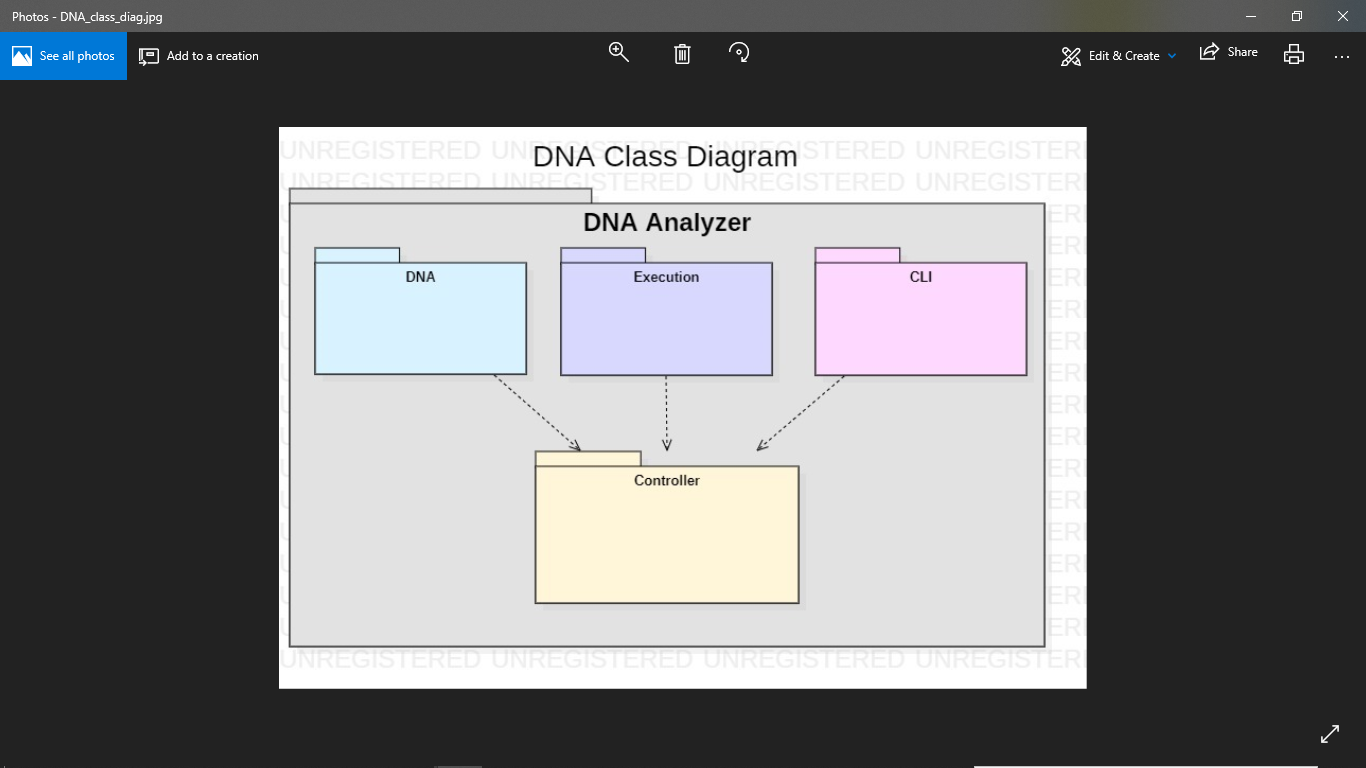 Photos - DNA_class_diag.jpg
See all photos
Add to a creation
Edit & Create
Share
UNREGISTERED UNREGISTERED UNREGISTERED UNREGISTERED
DNA Class Diagram
UNREGISTERED UNREGISTERED UNREGISTERED UNREGISTERED
DNA Analyzer
DNA
Execution
CLI
Controller
UNREGISTERED UNREGISTERED UNREGISTERED UNREGISTERED